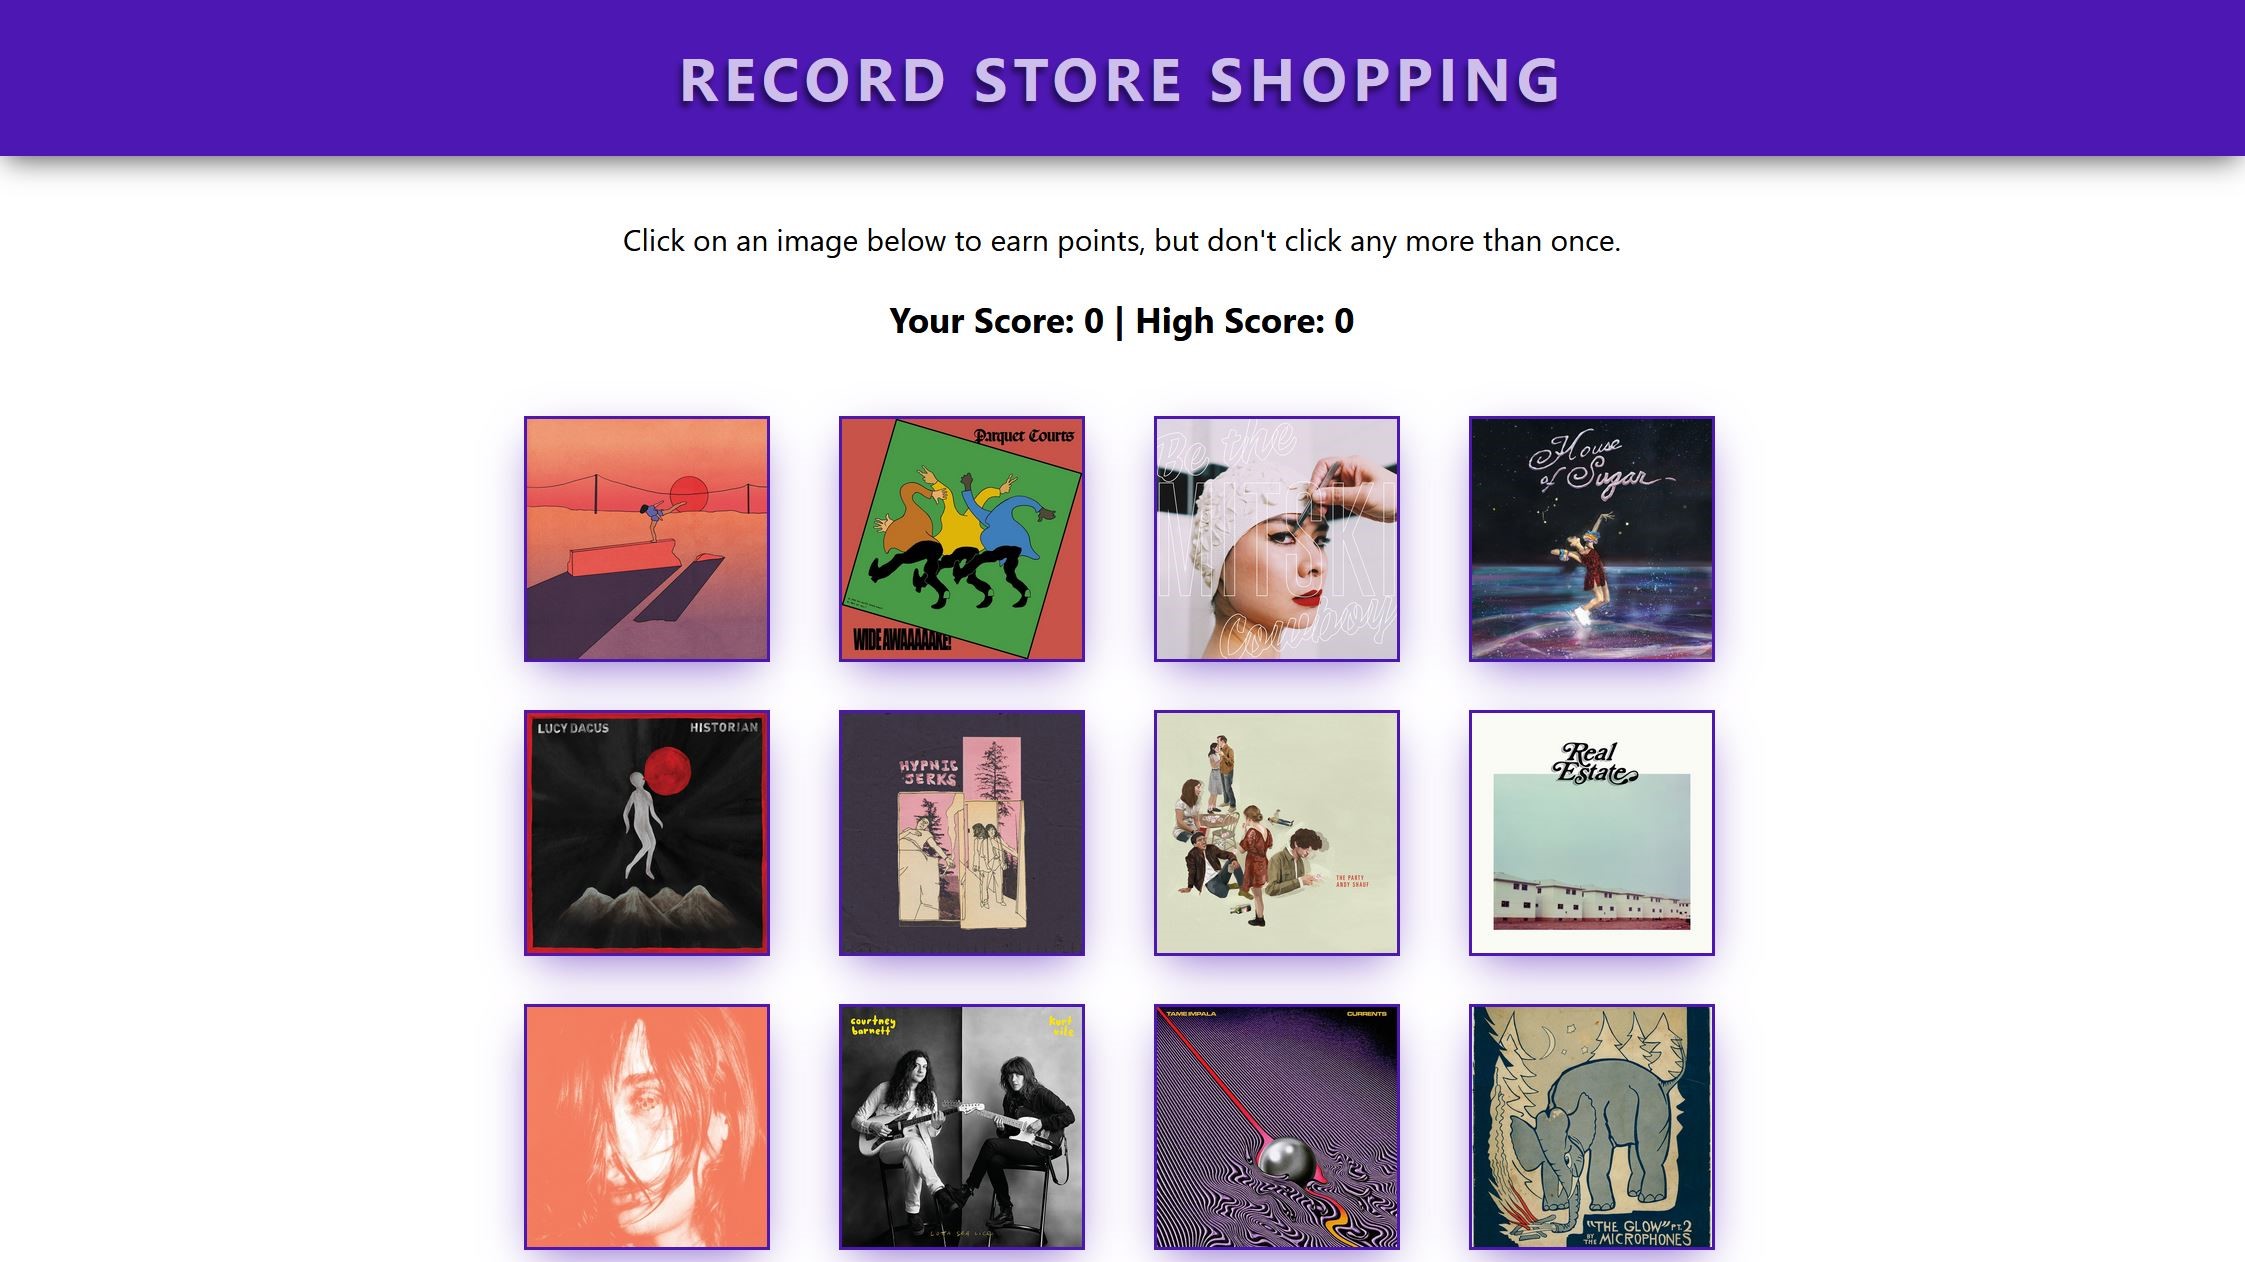 RECORD STORE SHOPPING
Click on an image below to earn points, but don't click any more than once.
Your Score: 0 | High Score: 0
Parquet Courts
WIDE AWAAAAAKE!
Be the
MITSKI
Cowboy
House
of Sugar
LUCY DACUS HISTORIAN
HYPNIC
JERKS
THE PARTY
ANDY SHAUF
Real
Estate
courtney
barnett
kurt
vile
LOTTA SEA LICE
TAME IMPALA CURRENTS
"THE GLOW" PT. 2
BY THE MICROPHONES